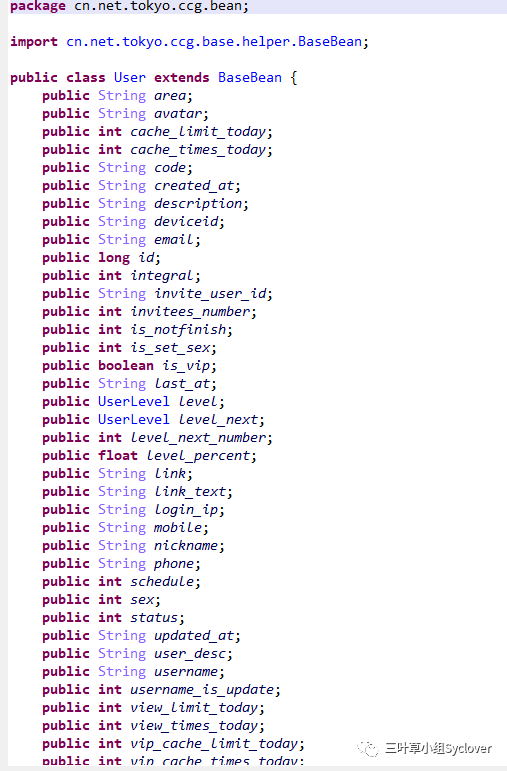 package cn.net.tokyo.ccg.bean;
import cn.net.tokyo.ccg.base.helper.BaseBean;
public class User extends BaseBean {
public String area;
public String avatar;
public int cache_limit_today;
public int cache_times_today;
public String code;
public String created_at;
public String description;
public String deviceid;
public String email;
public long id;
public int integral;
public String invite_user_id;
public int invitees_number;
public int is_notfinish;
public int is_set_sex;
public boolean is_vip;
public String last_at;
public UserLevel level;
public UserLevel level_next;
public int level_next_number;
public float level_percent;
public String link;
public String link_text;
public String login_ip;
public String mobile;
public String nickname;
public String phone;
public int schedule;
public int sex;
public int status;
public String updated_at;
public String user_desc;
public String username;
public int username_is_update;
public int view_limit_today;
public int view_times_today;
public int vip_cache_limit_today;
public int vip_cache_times_today;
三叶草小组Syclover